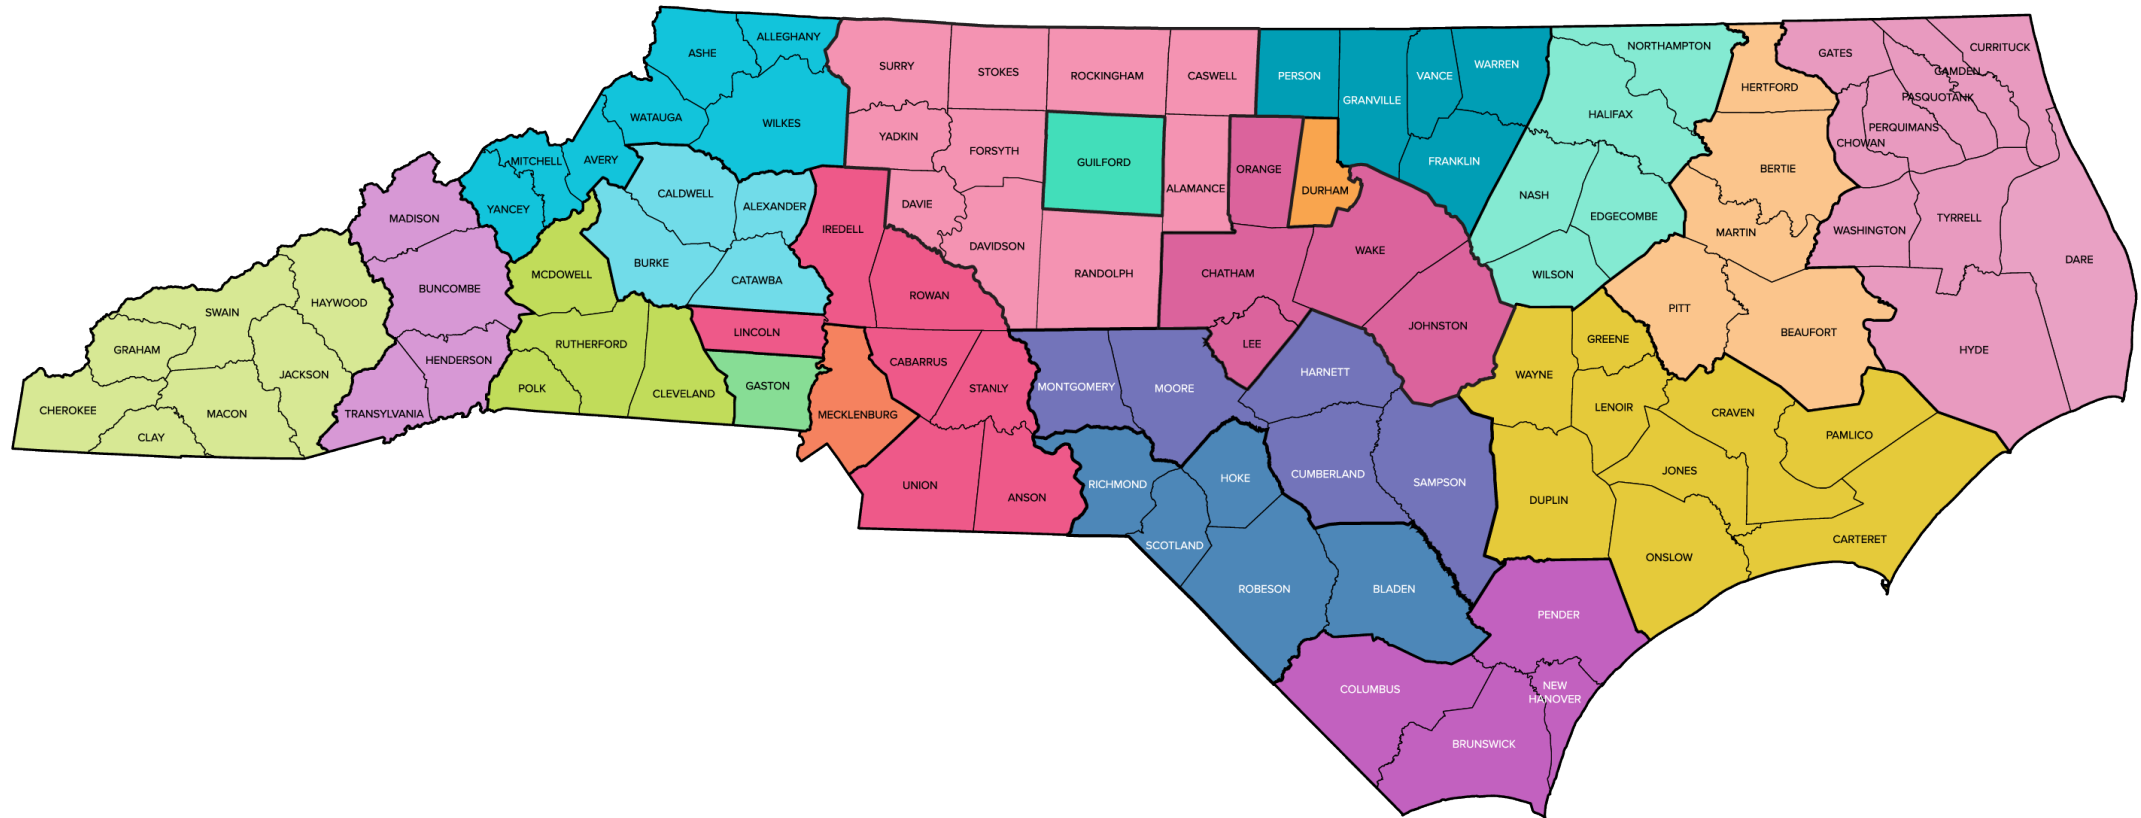 ALLEGHANY
ASHE
SURRY
STOKES
ROCKINGHAM
CASWELL
PERSON
GRANVILLE
VANCE
WARREN
NORTHAMPTON
HERTFORD
GATES
CURRITUCK
CAMDEN
PASQUOTANK
PERQUIMANS
CHOWAN
WATAUGA
WILKES
YADKIN
FORSYTH
GUILFORD
ALAMANCE
ORANGE
DURHAM
FRANKLIN
HALIFAX
BERTIE
MITCHELL
AVERY
YANCEY
CALDWELL
ALEXANDER
IREDELL
DAVIE
DAVIDSON
RANDOLPH
CHATHAM
WAKE
NASH
EDGECOMBE
MARTIN
WASHINGTON
TYRRELL
DARE
MADISON
BUNCOMBE
MCDOWELL
BURKE
CATAWBA
ROWAN
WILSON
PITT
BEAUFORT
HYDE
HAYWOOD
SWAIN
GRAHAM
JACKSON
HENDERSON
RUTHERFORD
LINCOLN
CABARRUS
STANLY
MONTGOMERY
MOORE
LEE
HARNETT
JOHNSTON
WAYNE
GREENE
LENOIR
CRAVEN
PAMLICO
CHEROKEE
CLAY
MACON
TRANSYLVANIA
POLK
CLEVELAND
GASTON
MECKLENBURG
UNION
ANSON
RICHMOND
HOKE
CUMBERLAND
SAMPSON
DUPLIN
JONES
CARTERET
ONSLOW
SCOTLAND
ROBESON
BLADEN
PENDER
COLUMBUS
NEW
HANOVER
BRUNSWICK